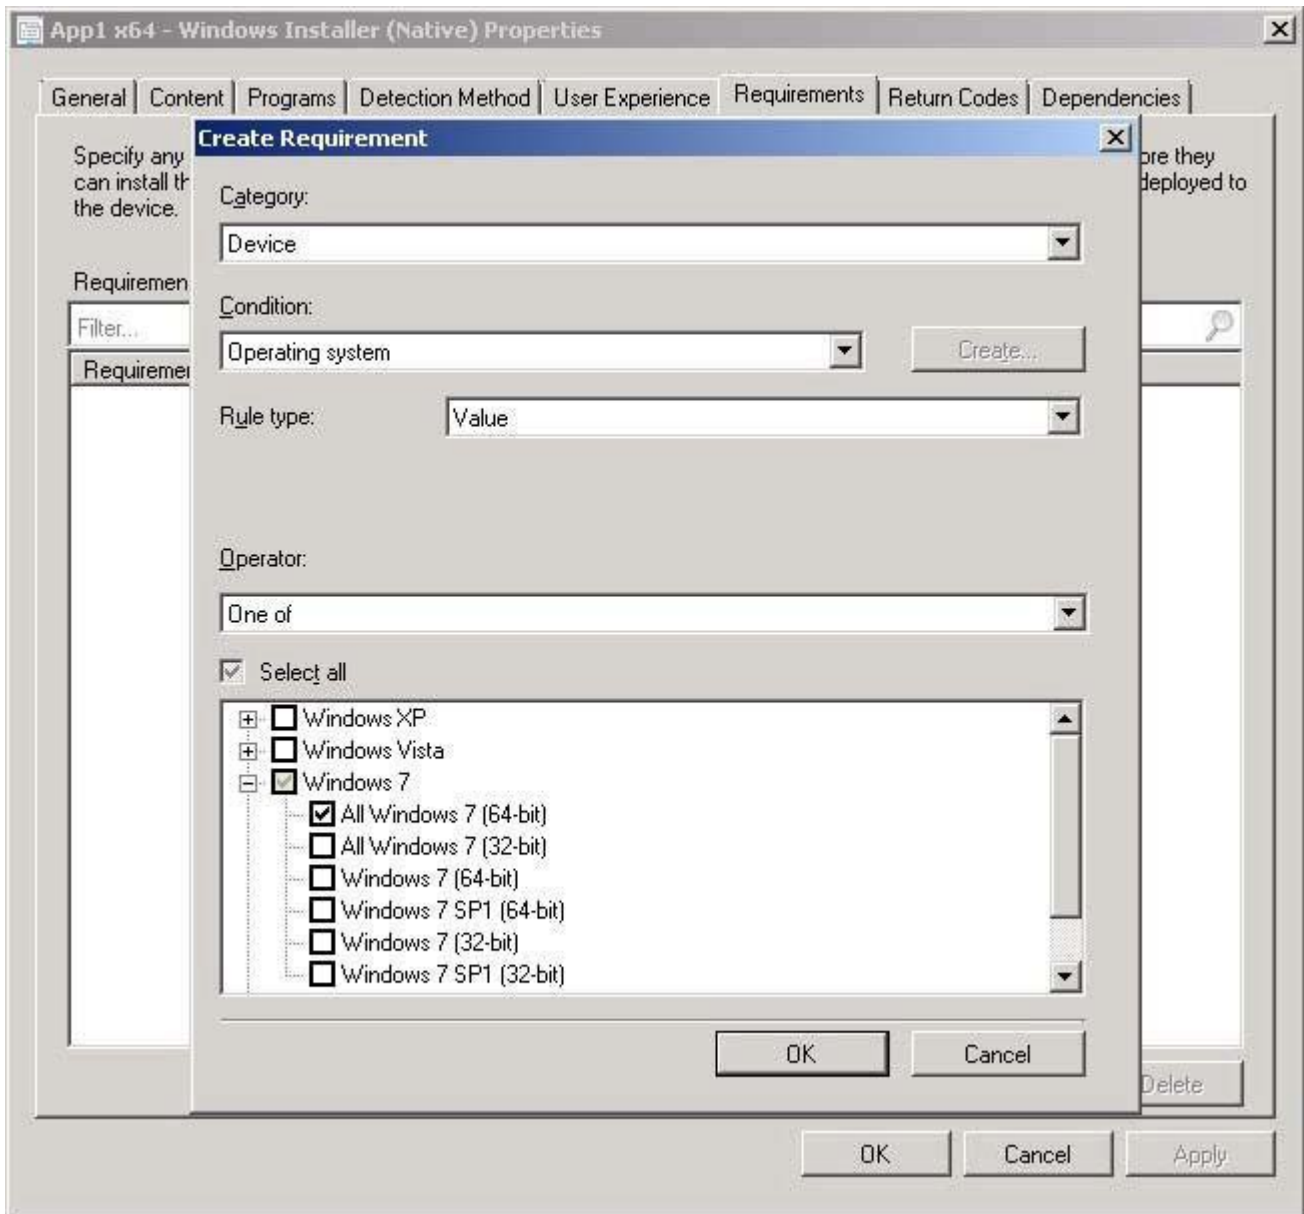 App1 x64 - Windows Installer (Native) Properties
General Content Programs Detection Method User Experience Requirements Return Codes Dependencies
Create Requirement
Specify any
can install th
the device.
ore they
deployed to
Category:
Device
Requiremen
Filter...
Requiremer
Condition:
Operating system
Create...
Rule type:
Value
Operator:
One of
Select all
Windows XP
Windows Vista
Windows 7
All Windows 7 (64-bit)
All Windows 7 (32-bit)
Windows 7 (64-bit)
Windows 7 SP1 (64-bit)
Windows 7 (32-bit)
Windows 7 SP1 (32-bit)
OK Cancel
Delete
OK Cancel Apply